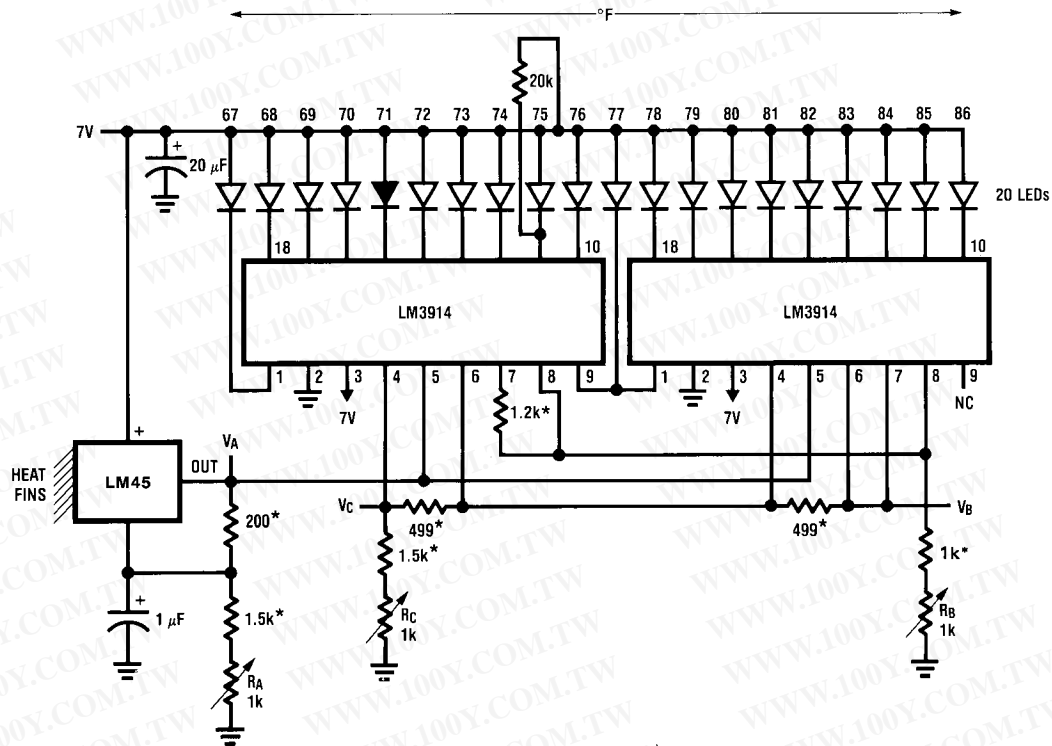 °F
20k
67 68 69 70 71 72 73 74 75 76 77 78 79 80 81 82 83 84 85 86
7V
+
20 μF
20 LEDs
18 10 18 10
LM3914 LM3914
1 2 3 4 5 6 7 8 9 1 2 3 4 5 6 7 8 9
7V 7V NC
1.2k*
+
VA
OUT
HEAT
FINS
LM45
200*
VC VB
499* 499*
1.5k* 1k*
+
1 μF
1.5k*
RC
1k
RB
1k
RA
1k
WWW.100Y.COM.TW